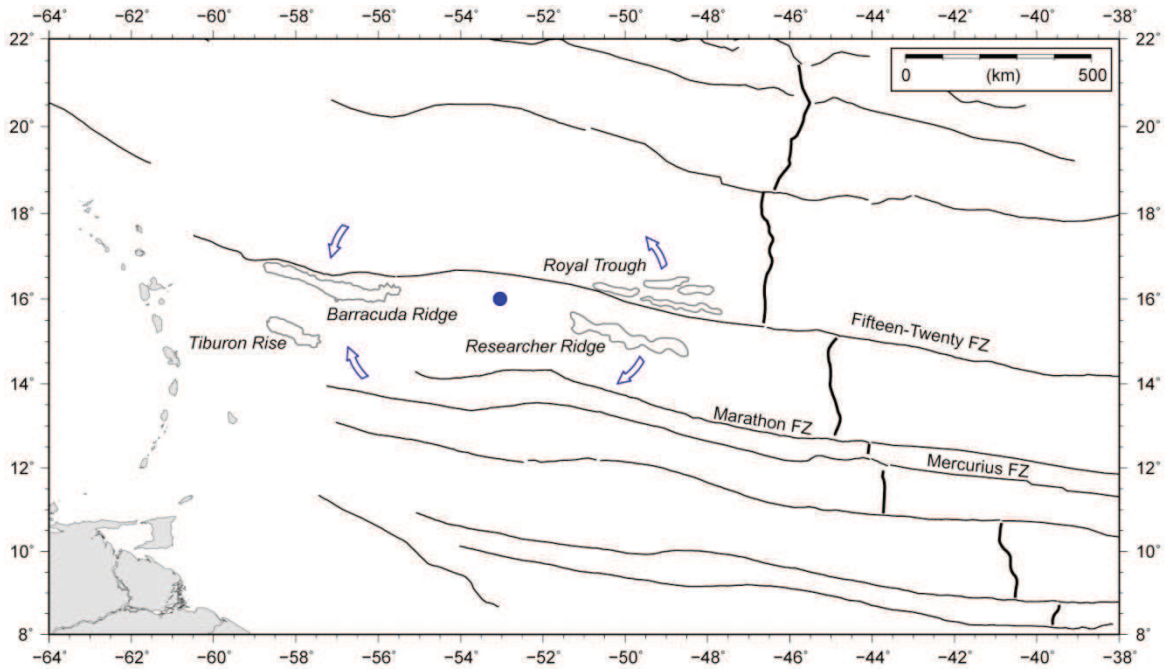 −64° −62° −60° −58° −56° −54° −52° −50° −48° −46° −44° −42° −40° −38°
22° 22°
0 (km) 500
20° 20°
18° 18°
Royal Trough
16° 16°
Barracuda Ridge
Fifteen-Twenty FZ
Tiburon Rise
Researcher Ridge
14° 14°
Marathon FZ
Mercurius FZ
12° 12°
10° 10°
8° 8°
−64° −62° −60° −58° −56° −54° −52° −50° −48° −46° −44° −42° −40° −38°